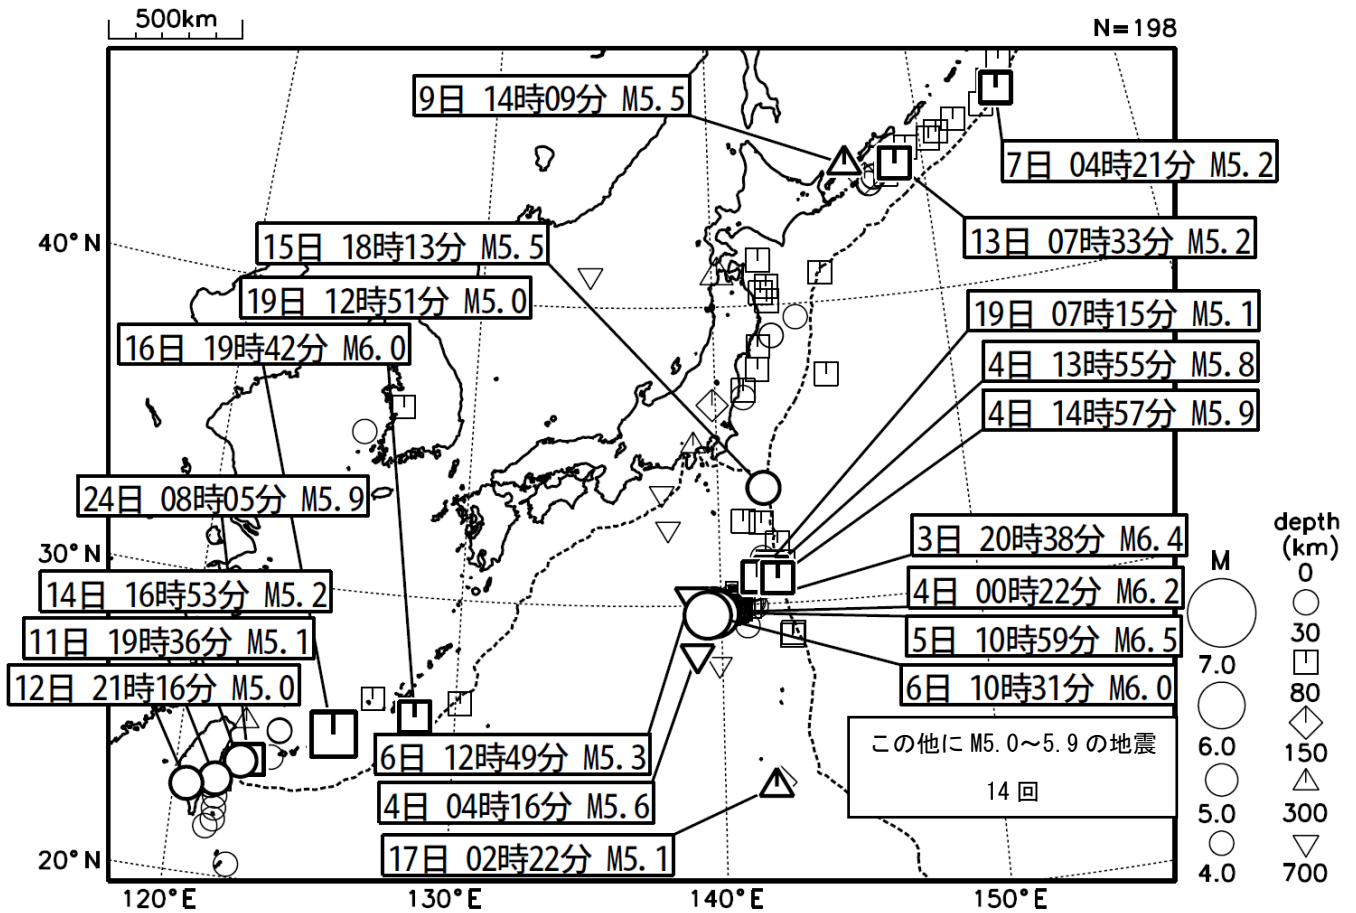 500km
N=198
9日 14時09分 M5.5
7日 04時21分 M5.2
13日 07時33分 M5.2
15日 18時13分 M5.5
19日 12時51分 M5.0
16日 19時42分 M6.0
19日 07時15分 M5.1
4日 13時55分 M5.8
4日 14時57分 M5.9
24日 08時05分 M5.9
14日 16時53分 M5.2
11日 19時36分 M5.1
12日 21時16分 M5.0
3日 20時38分 M6.4
4日 00時22分 M6.2
5日 10時59分 M6.5
6日 10時31分 M6.0
6日 12時49分 M5.3
4日 04時16分 M5.6
17日 02時22分 M5.1
この他に M5.0～5.9 の地震
14 回
40°N
30°N
20°N
120°E
130°E
140°E
150°E
M
7.0
6.0
5.0
4.0
depth
(km)
0
30
80
150
300
700